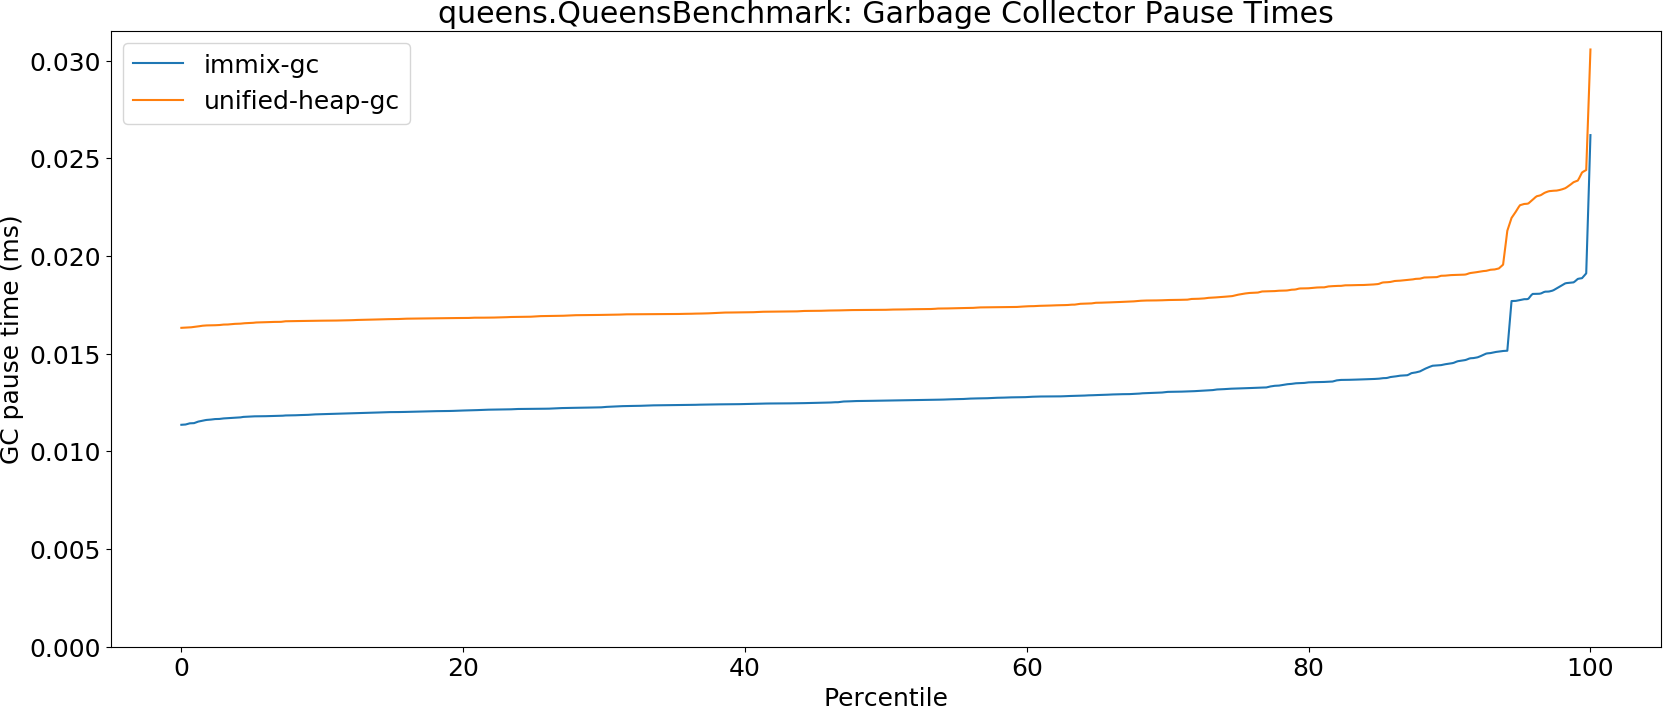 queens.QueensBenchmark: Garbage Collector Pause Times
immix-gc
unified-heap-gc
GC pause time (ms)
0.030
0.025
0.020
0.015
0.010
0.005
0.000
0 20 40 60 80 100
Percentile